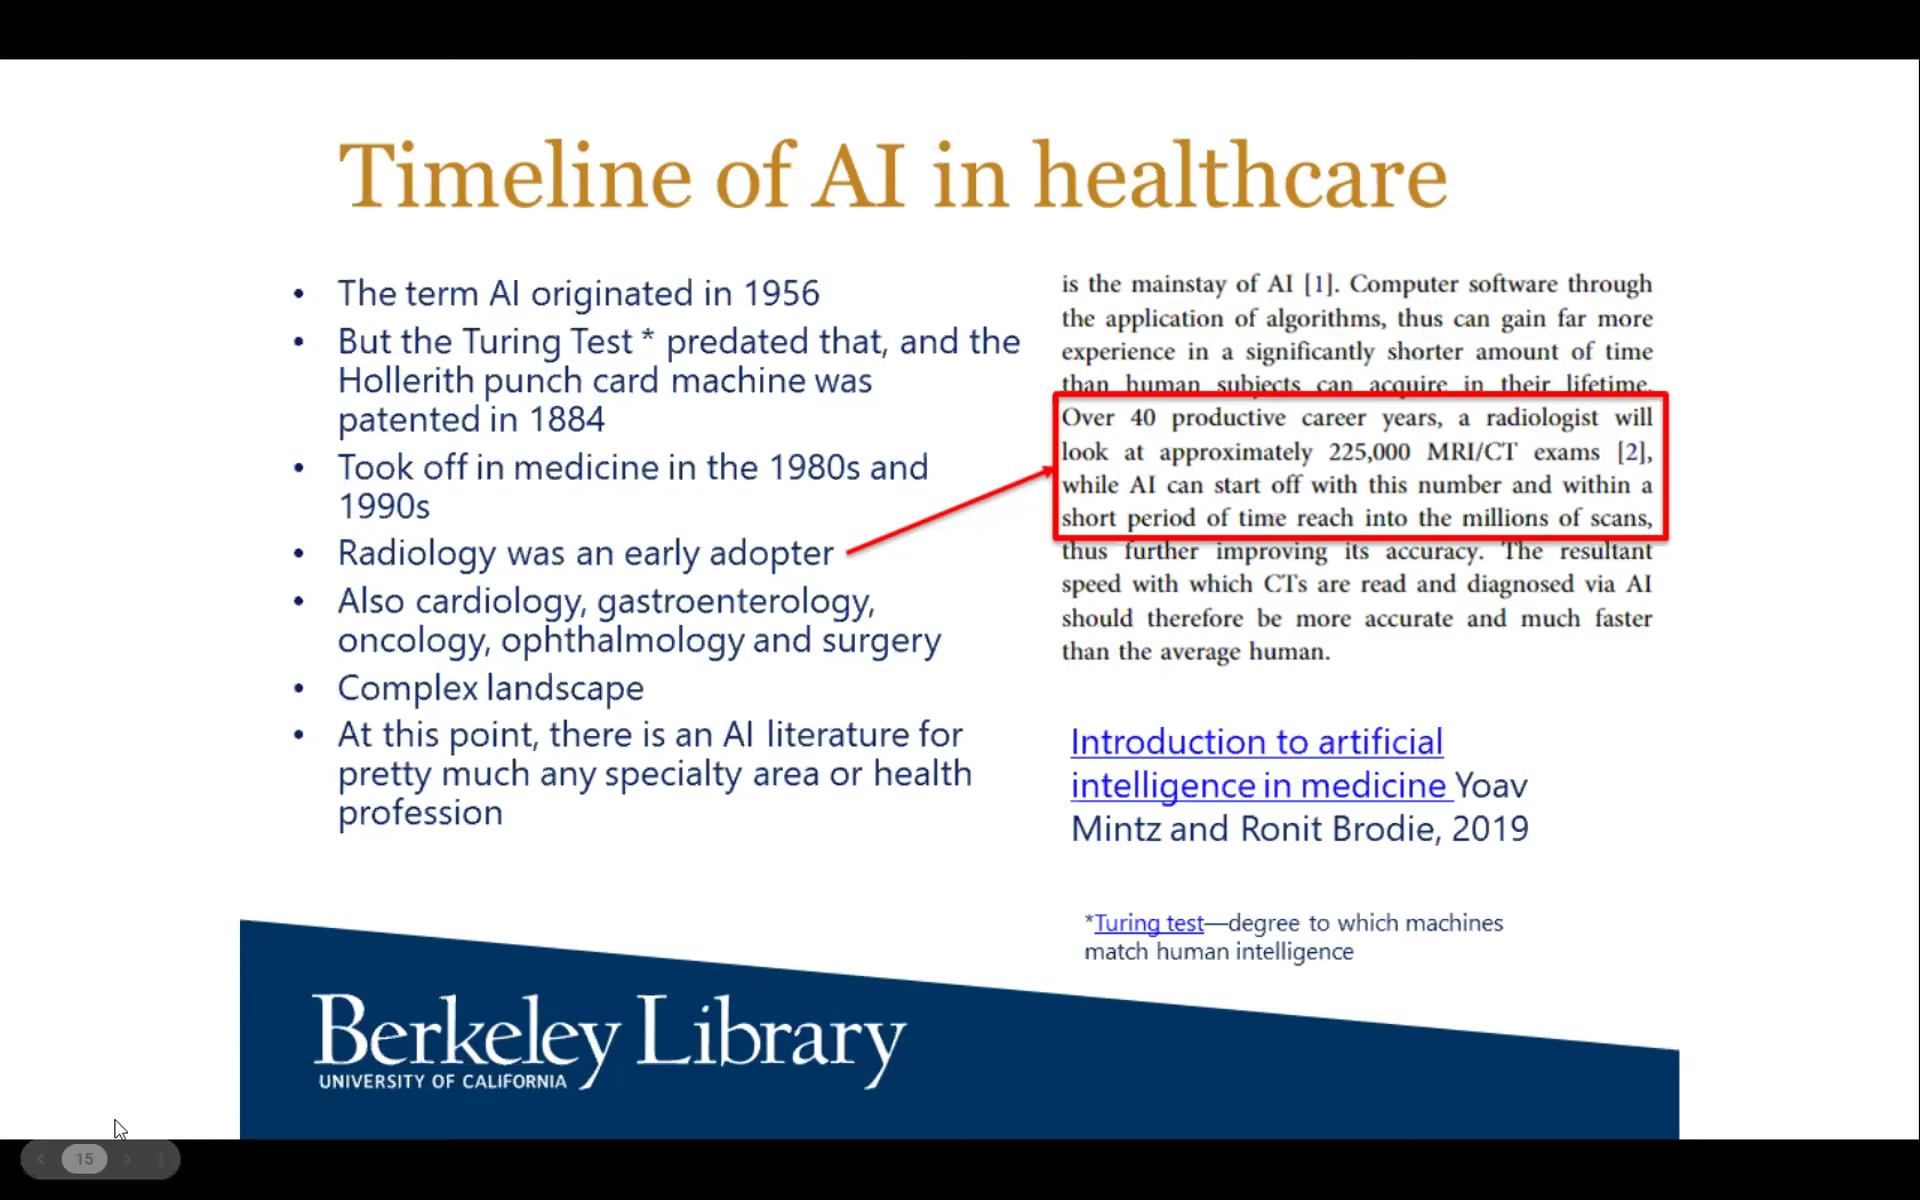 Timeline of AI in healthcare
• The term AI originated in 1956
• But the Turing Test * predated that, and the
Hollerith punch card machine was
patented in 1884
• Took off in medicine in the 1980s and
1990s
• Radiology was an early adopter
• Also cardiology, gastroenterology,
oncology, ophthalmology and surgery
• Complex landscape
• At this point, there is an AI literature for
pretty much any specialty area or health
profession
is the mainstay of AI [1]. Computer software through
the application of algorithms, thus can gain far more
experience in a significantly shorter amount of time
than human subjects can acquire in their lifetime.
Over 40 productive career years, a radiologist will
look at approximately 225,000 MRI/CT exams [2],
while AI can start off with this number and within a
short period of time reach into the millions of scans,
thus further improving its accuracy. The resultant
speed with which CTs are read and diagnosed via AI
should therefore be more accurate and much faster
than the average human.
Introduction to artificial
intelligence in medicine Yoav
Mintz and Ronit Brodie, 2019
*Turing test—degree to which machines
match human intelligence
Berkeley Library
UNIVERSITY OF CALIFORNIA
15